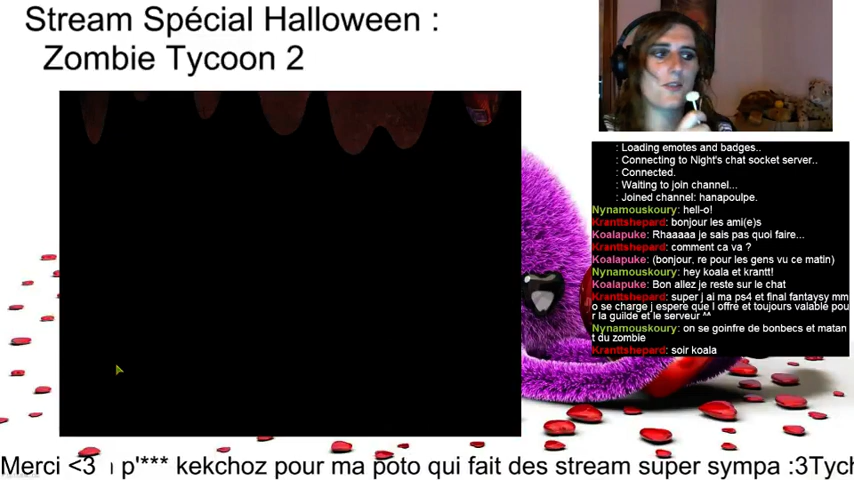 Stream Spécial Halloween :
Zombie Tycoon 2
: Loading emotes and badges..
: Connecting to Night's chat socket server..
: Connected.
: Waiting to join channel...
: Joined channel: hanapoulpe.
Nynamouskoury: hell-o!
Kranttshepard: bonjour les ami(e)s
Koalapuke: Rhaaaaa je sais pas quoi faire...
Kranttshepard: comment ca va ?
Koalapuke: (bonjour, re pour les gens vu ce matin)
Nynamouskoury: hey koala et krantt!
Koalapuke: Bon allez je reste sur le chat
Kranttshepard: super j ai ma ps4 et final fantaysy mm
o se charge j espere que l offre et toujours valable pou
r la guilde et le serveur ^^
Nynamouskoury: on se goinfre de bonbecs et matan
t du zombie
Kranttshepard: soir koala
Merci <3 p'*** kekchoz pour ma poto qui fait des stream super sympa :3Tych